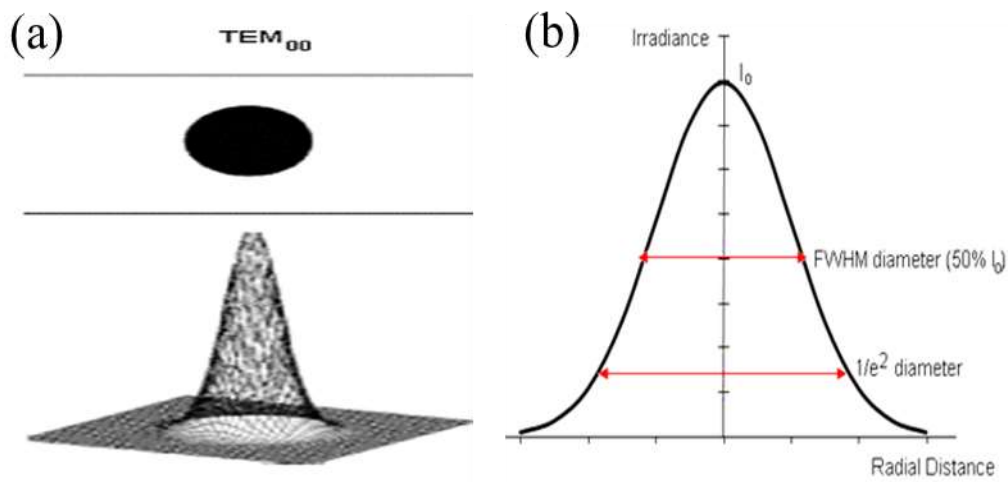 (a)
TEM₀₀
(b)
Irradiance
I₀
FWHM diameter (50% I₀)
1/e² diameter
Radial Distance